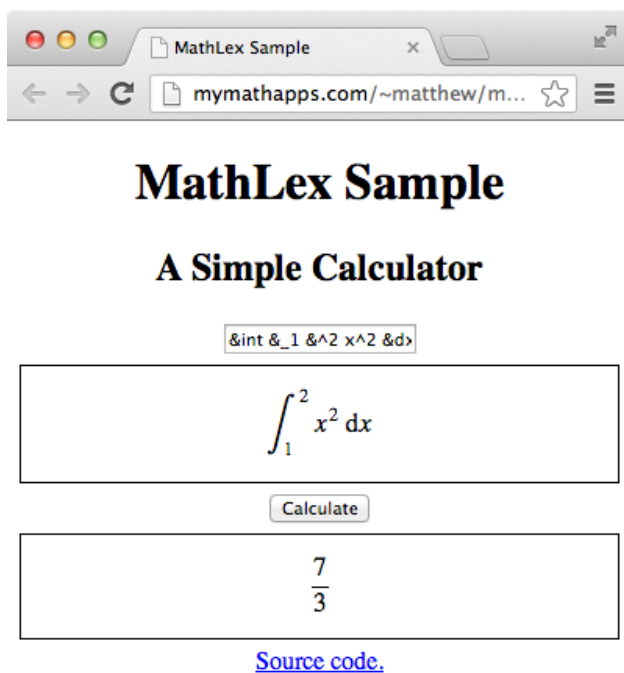 MathLex Sample
mymathapps.com/~matthew/m...
MathLex Sample
A Simple Calculator
&int &_1 &^2 x^2 &dx
∫₁² x² dx
Calculate
7/3
Source code.